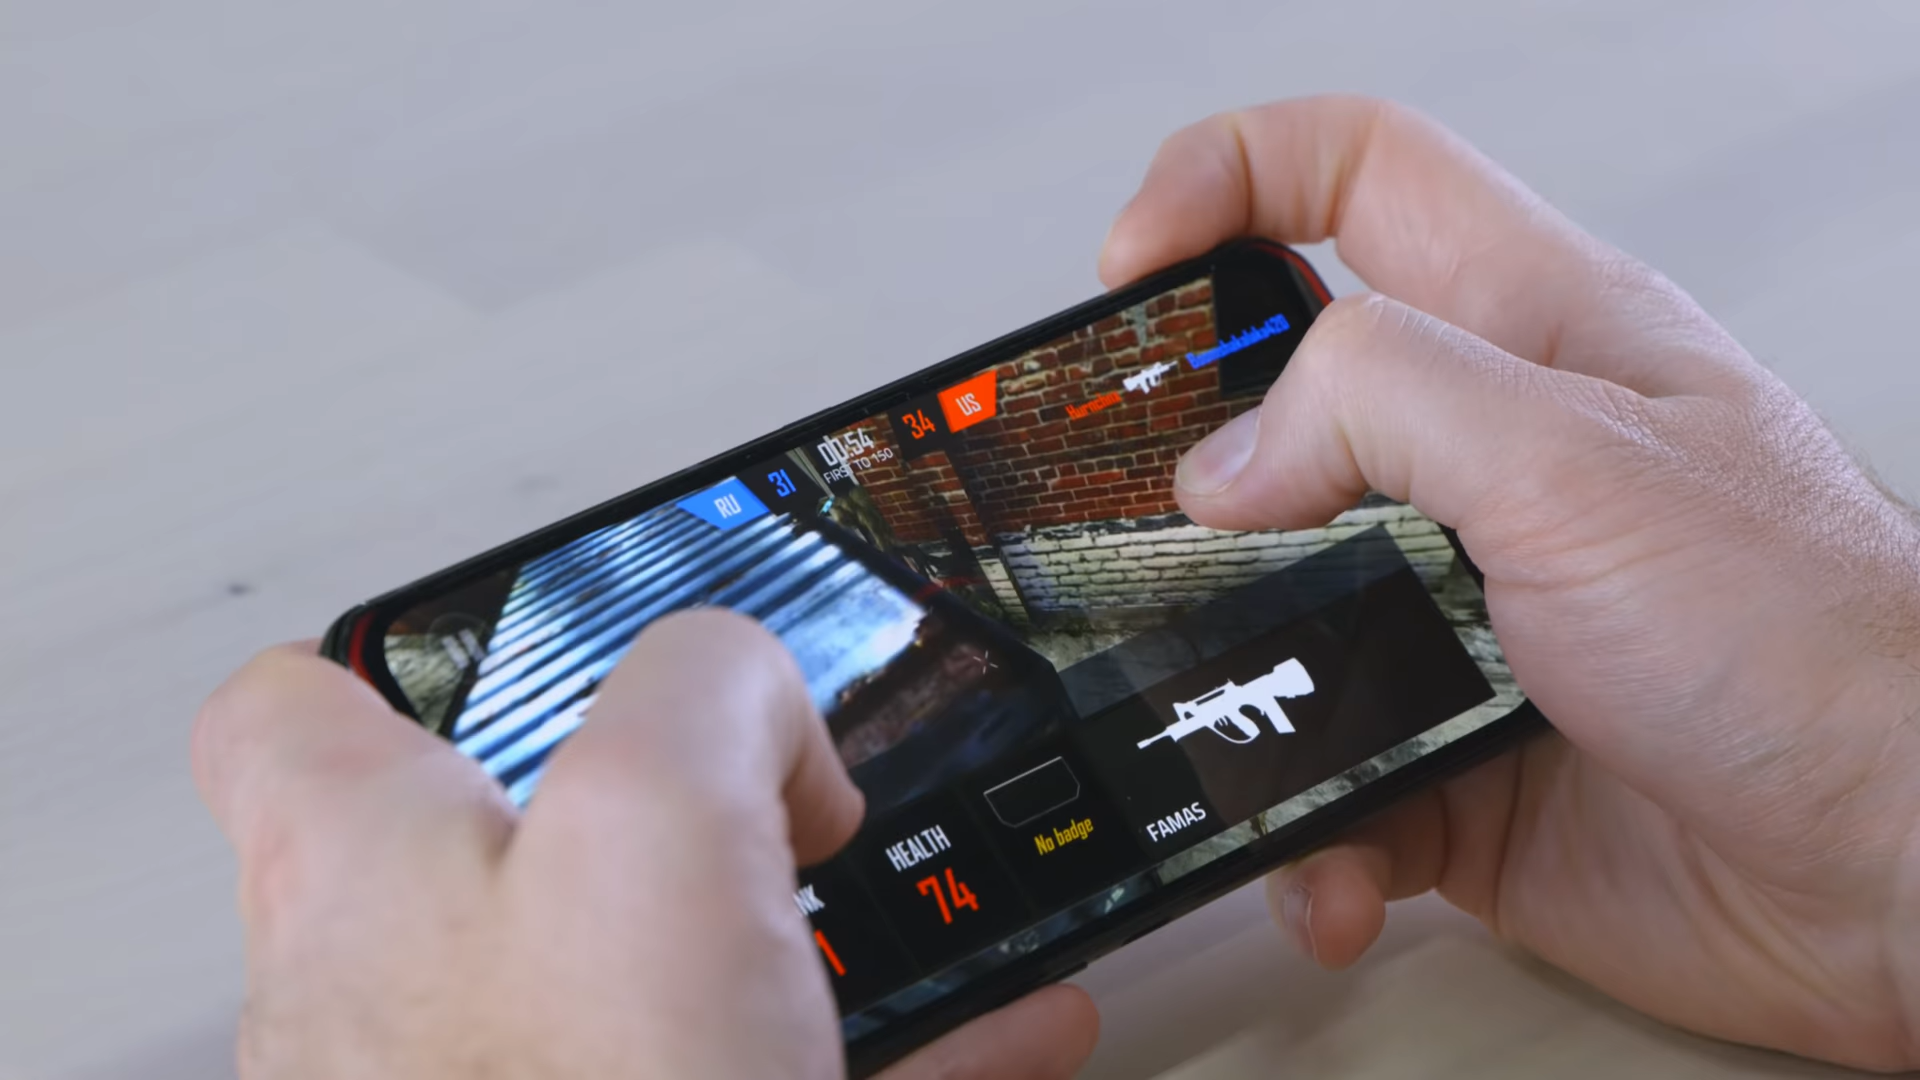 RU
31
00:54
FIRST TO 150
34
US
HEALTH
74
No badge
FAMAS